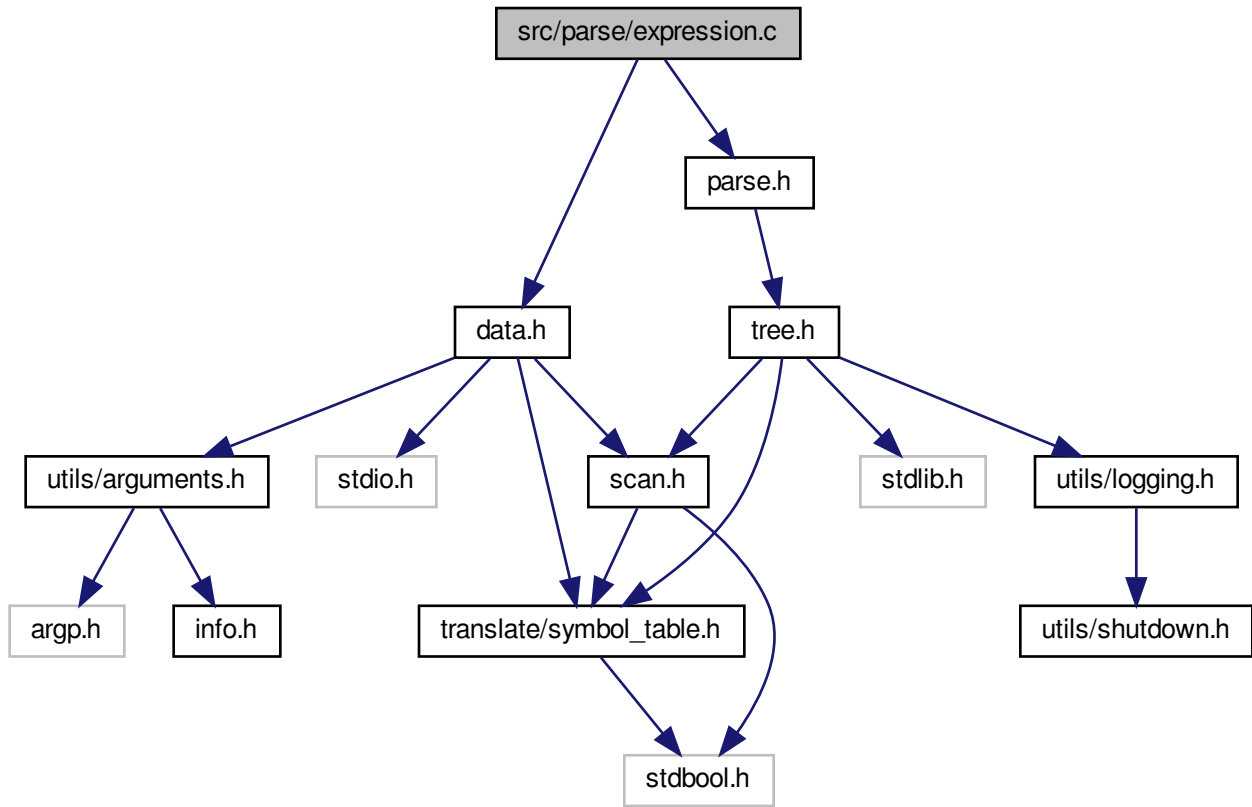 src/parse/expression.c
parse.h
data.h
tree.h
utils/arguments.h
stdio.h
scan.h
stdlib.h
utils/logging.h
argp.h
info.h
translate/symbol_table.h
utils/shutdown.h
stdbool.h